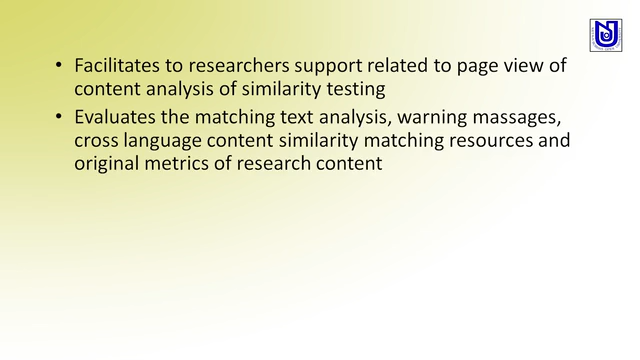 • Facilitates to researchers support related to page view of
content analysis of similarity testing
• Evaluates the matching text analysis, warning massages,
cross language content similarity matching resources and
original metrics of research content